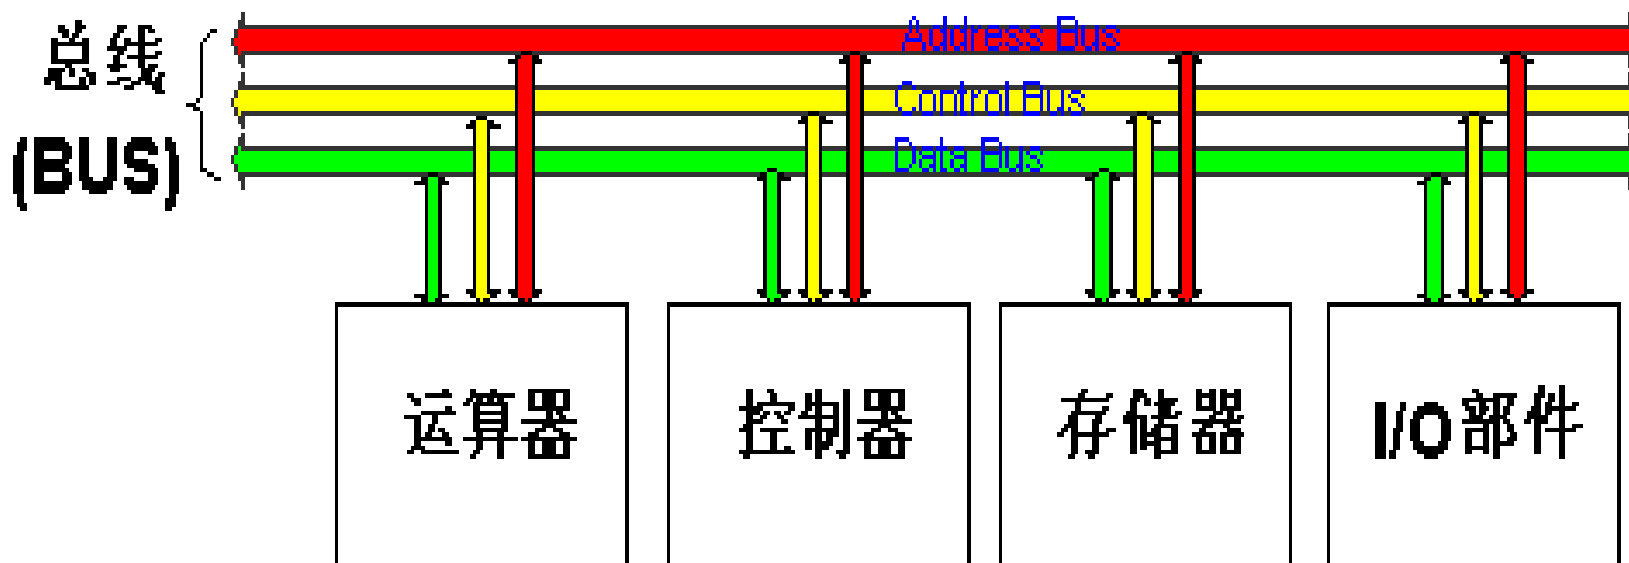 总线
(BUS)
Address Bus
Control Bus
Data Bus
运算器
控制器
存储器
I/O部件